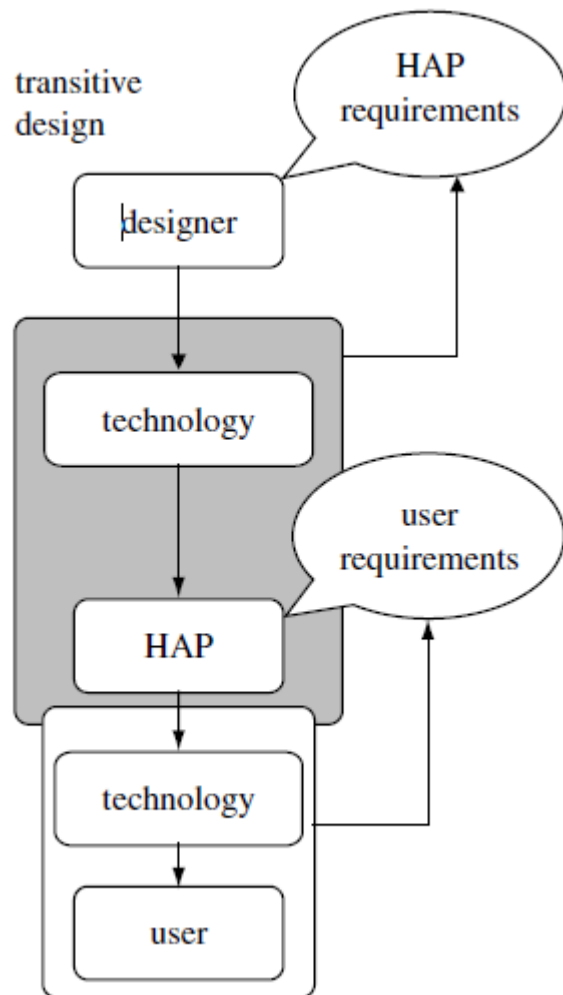 transitive
design
HAP
requirements
designer
technology
user
requirements
HAP
technology
user